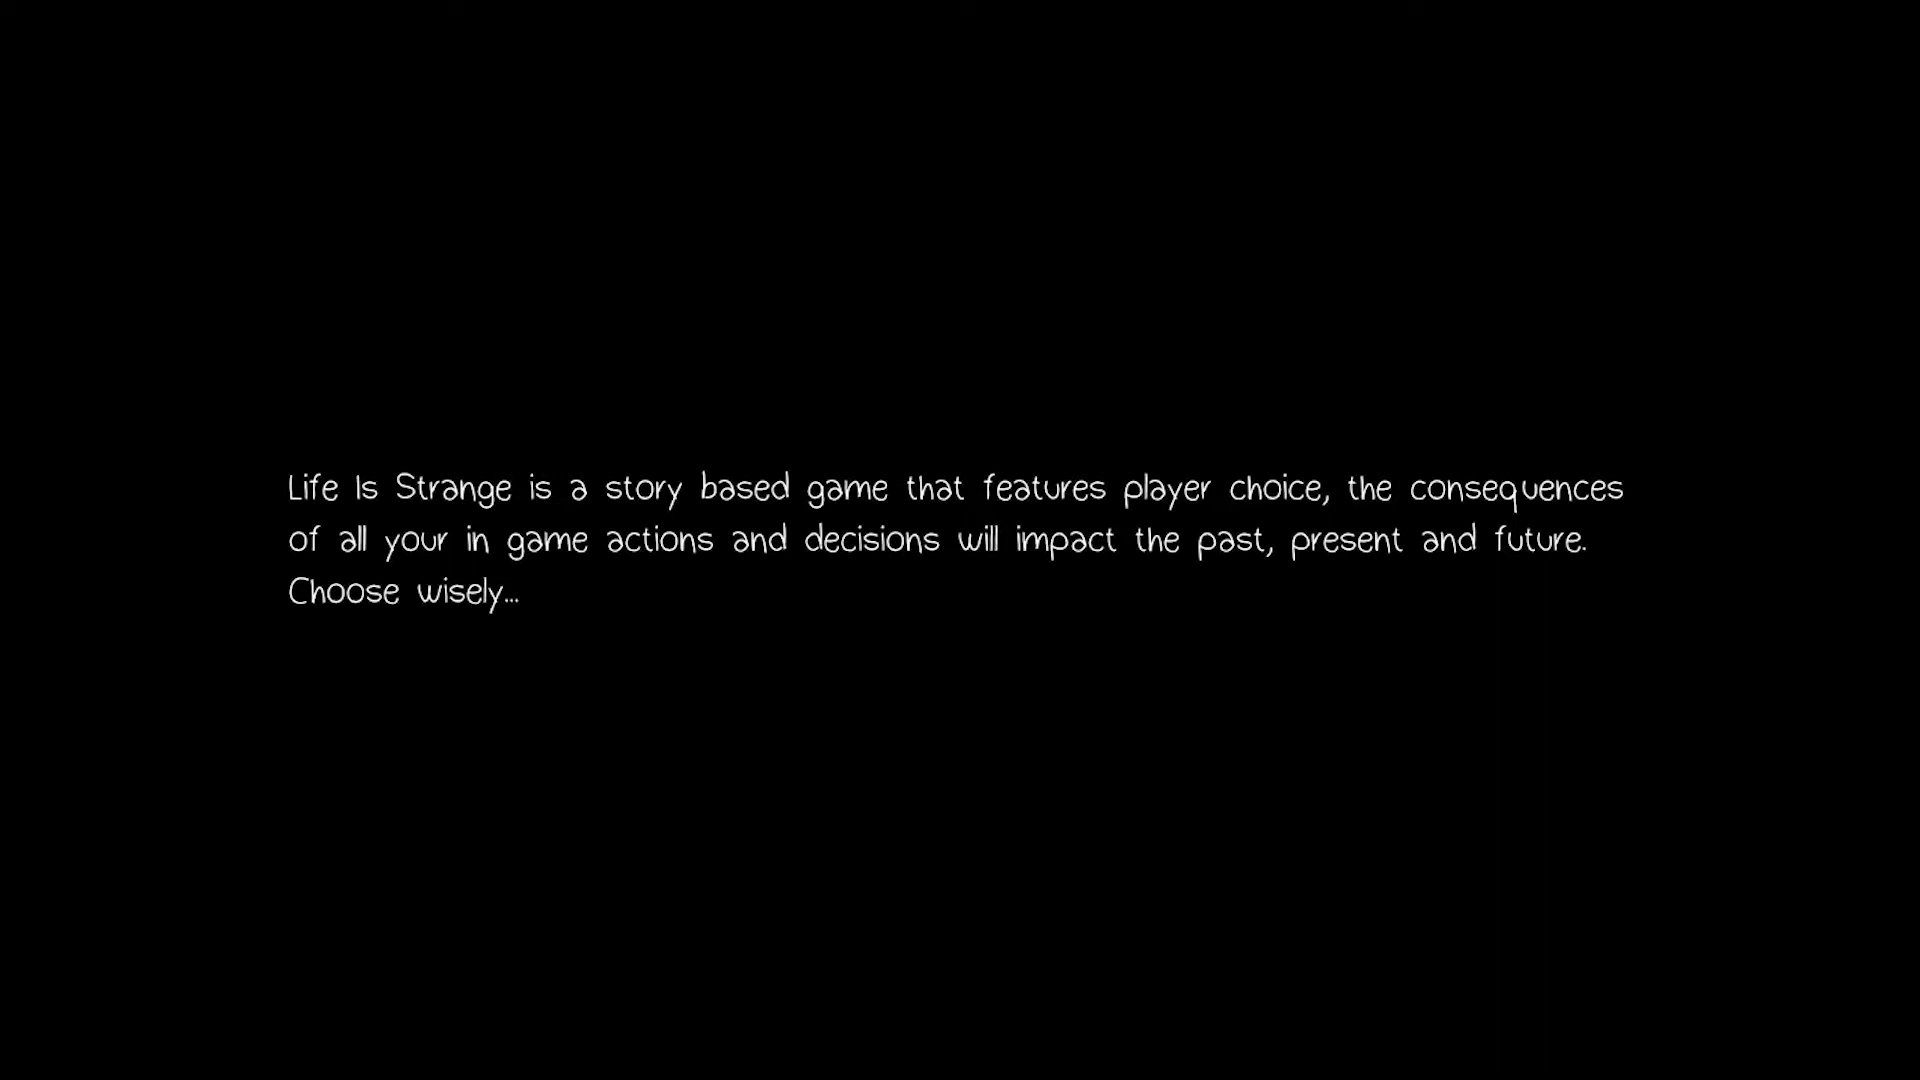 Life Is Strange is a story based game that features player choice, the consequences
of all your in game actions and decisions will impact the past, present and future.
Choose wisely...